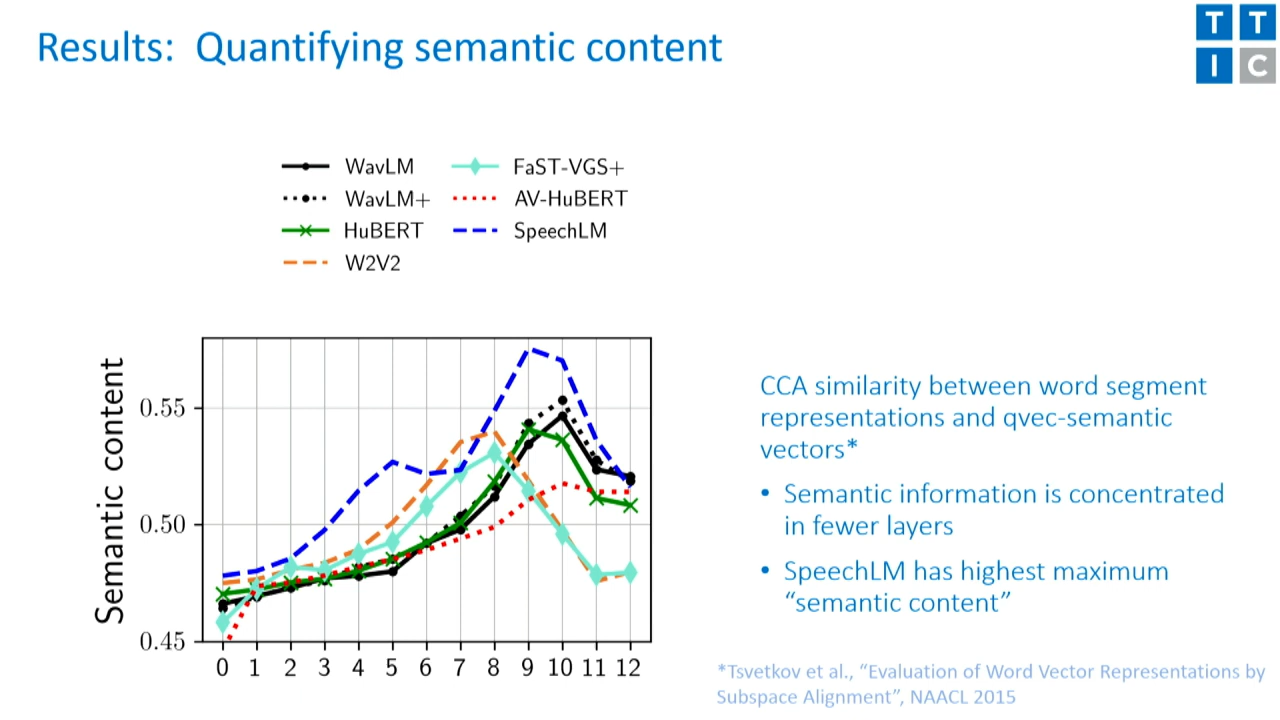 Results: Quantifying semantic content
T T
I C
WavLM
WavLM+
HuBERT
W2V2
FaST-VGS+
AV-HuBERT
SpeechLM
Semantic content
0.55
0.50
0.45
0 1 2 3 4 5 6 7 8 9 10 11 12
CCA similarity between word segment
representations and qvec-semantic
vectors*
• Semantic information is concentrated
in fewer layers
• SpeechLM has highest maximum
“semantic content”
*Tsvetkov et al., “Evaluation of Word Vector Representations by
Subspace Alignment”, NAACL 2015